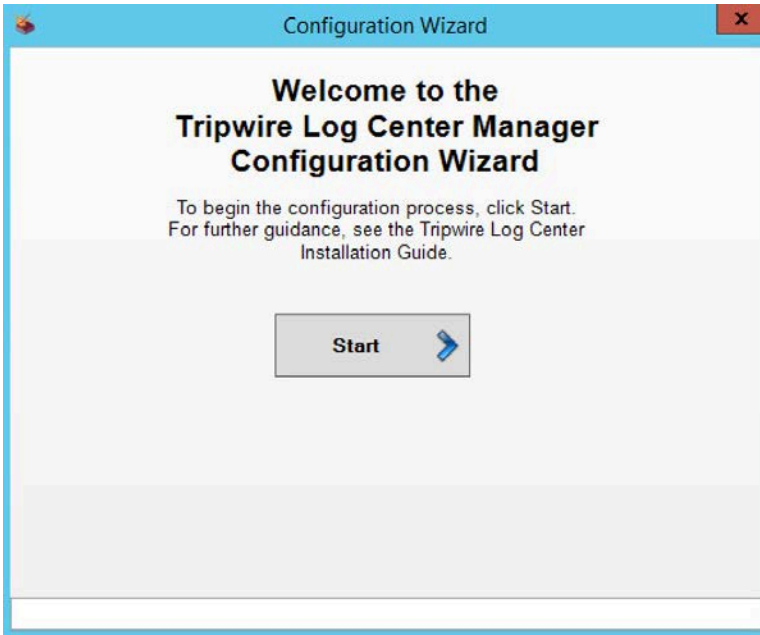 Configuration Wizard
x
Welcome to the
Tripwire Log Center Manager
Configuration Wizard
To begin the configuration process, click Start.
For further guidance, see the Tripwire Log Center
Installation Guide.
Start